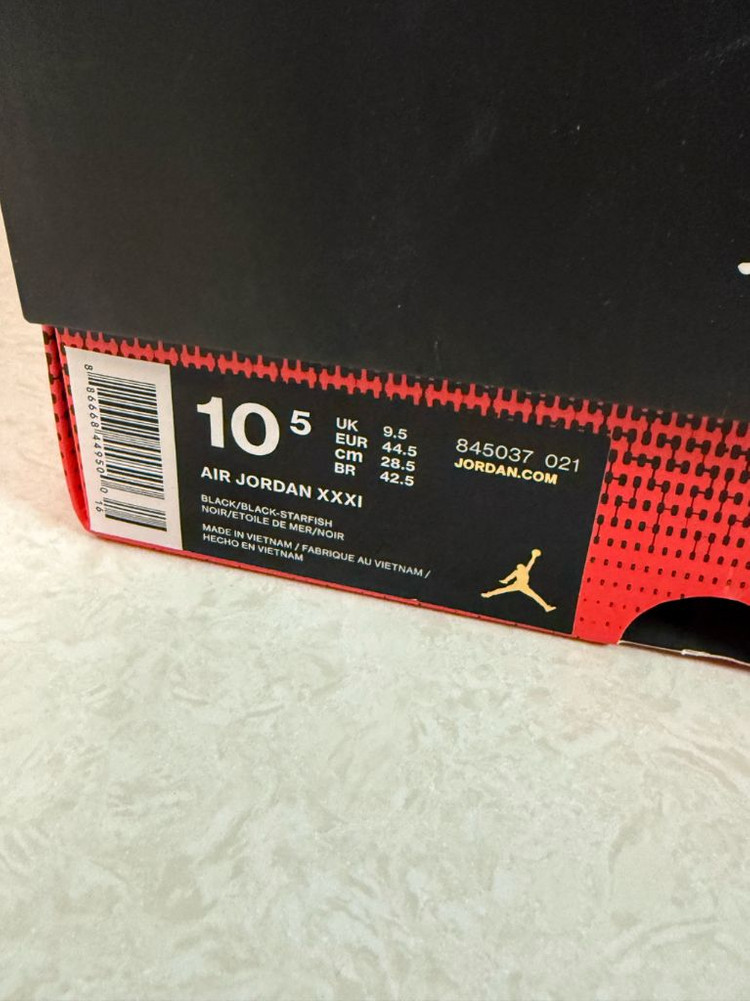 10 5
UK 9.5
EUR 44.5
cm 28.5
BR 42.5
845037 021
JORDAN.COM
AIR JORDAN XXXI
BLACK/BLACK-STARFISH
NOIR/ETOILE DE MER/NOIR
MADE IN VIETNAM / FABRIQUE AU VIETNAM /
HECHO EN VIETNAM